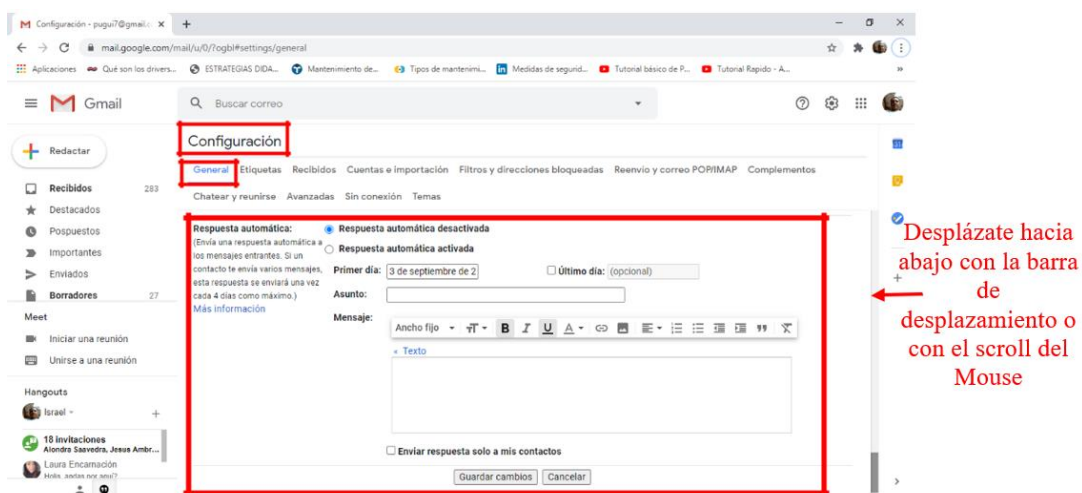 Configuración - pugui7@gmail.c
mail.google.com/mail/u/0/?ogbl#settings/general
Aplicaciones Qué son los drivers... ESTRATEGIAS DIDA... Mantenimiento de... Tipos de mantenimi... Medidas de segurid... Tutorial básico de P... Tutorial Rapido - A...
Gmail
Buscar correo
Configuración
General Etiquetas Recibidos Cuentas e importación Filtros y direcciones bloqueadas Reenvío y correo POP/IMAP Complementos
Chatear y reunirse Avanzadas Sin conexión Temas
Redactar
Recibidos 283
Destacados
Pospuestos
Importantes
Enviados
Borradores 27
Meet
Iniciar una reunión
Unirse a una reunión
Hangouts
Israel
18 invitaciones
Alondra Saavedra, Jesus Ambr...
Laura Encarnación
Hola, andas por aquí?
Respuesta automática:
(Envía una respuesta automática a
los mensajes entrantes. Si un
contacto te envía varios mensajes,
esta respuesta se enviará una vez
cada 4 días como máximo.)
Más información
Respuesta automática desactivada
Respuesta automática activada
Primer día: 3 de septiembre de 2 Último día: (opcional)
Asunto:
Mensaje:
Ancho fijo
« Texto
Enviar respuesta solo a mis contactos
Guardar cambios Cancelar
Desplázate hacia
abajo con la barra
de
desplazamiento o
con el scroll del
Mouse